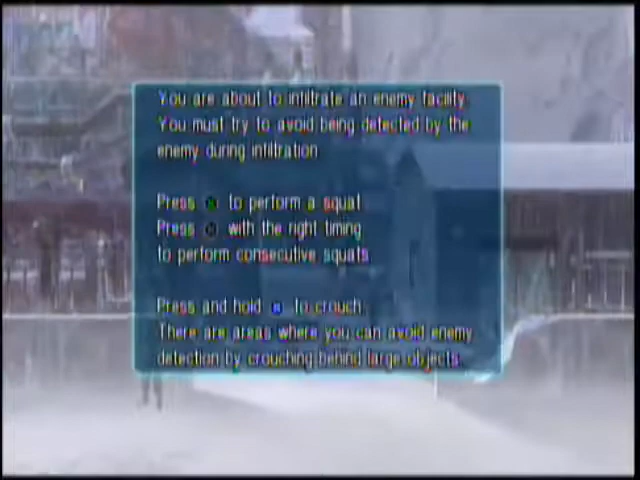 You are about to infiltrate an enemy facility.
You must try to avoid being detected by the
enemy during infiltration
Press to perform a squat
Press with the right timing
to perform consecutive squats
Press and hold to crouch.
There are areas where you can avoid enemy
detection by crouching behind large objects.